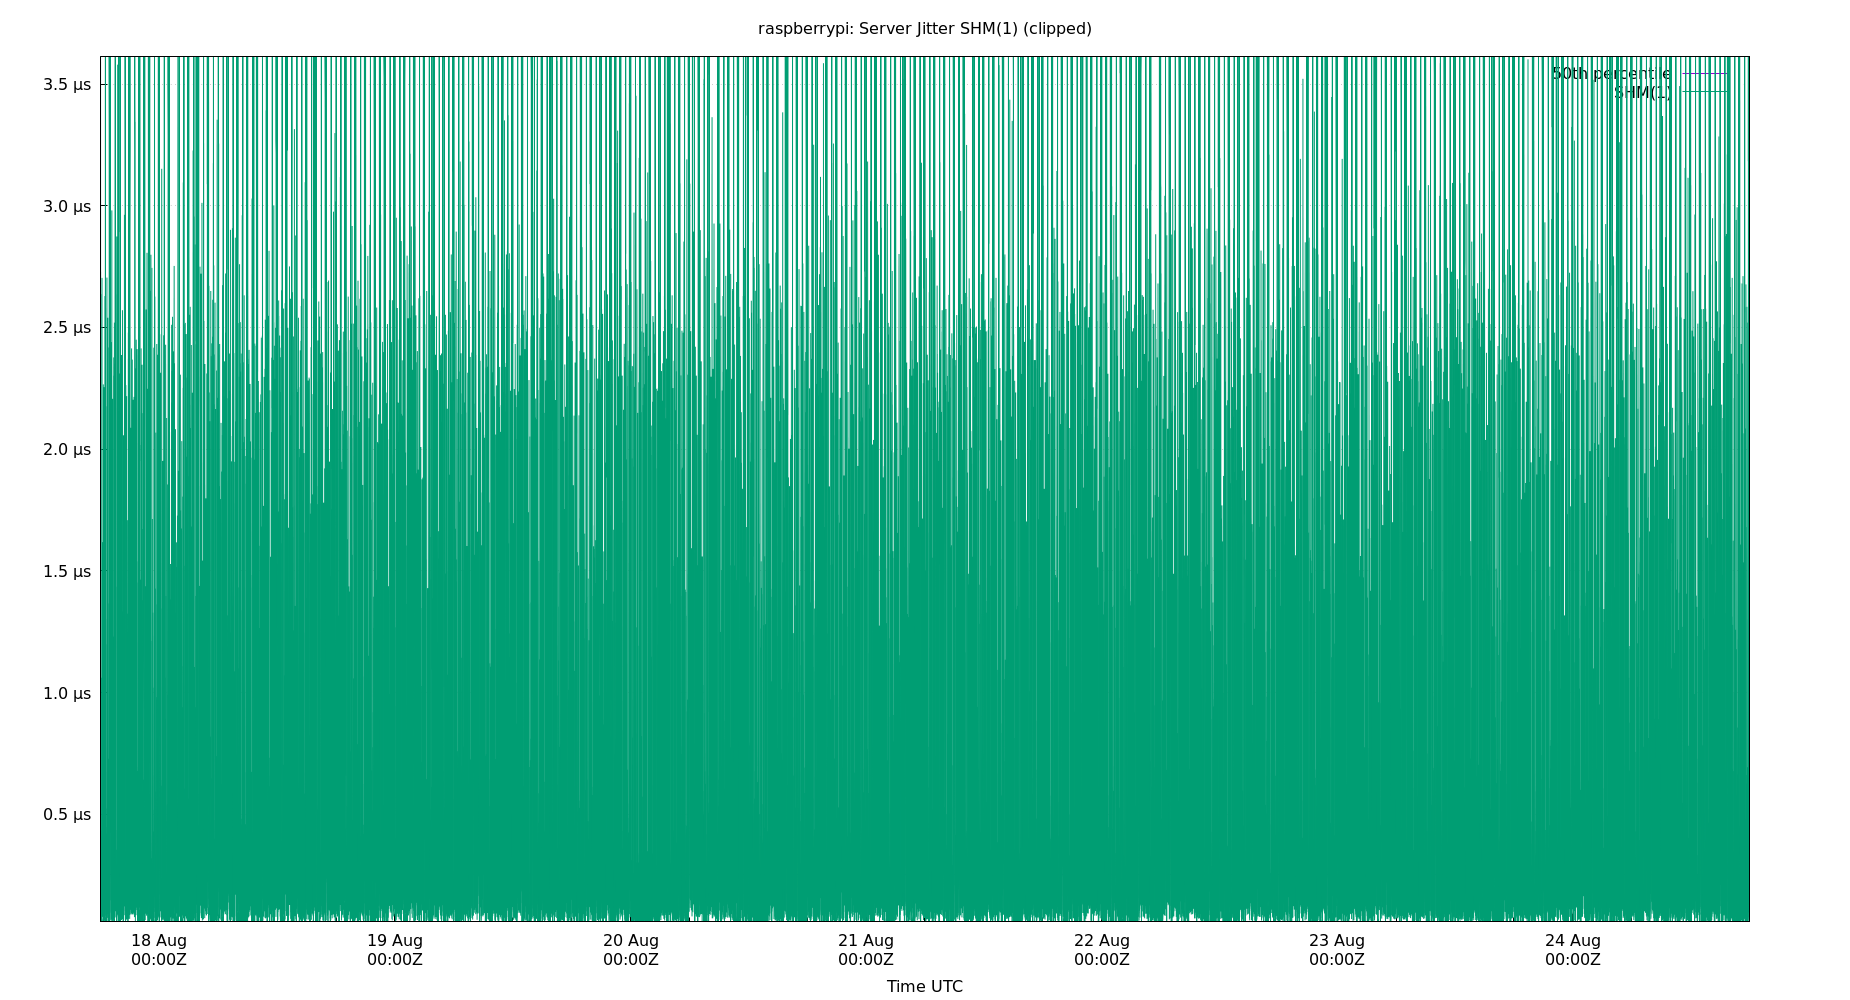 raspberrypi: Server Jitter SHM(1) (clipped)
50th percentile
SHM(1)
3.5 µs
3.0 µs
2.5 µs
2.0 µs
1.5 µs
1.0 µs
0.5 µs
18 Aug 19 Aug 20 Aug 21 Aug 22 Aug 23 Aug 24 Aug
00:00Z 00:00Z 00:00Z 00:00Z 00:00Z 00:00Z 00:00Z
Time UTC